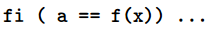 fi ( a == f(x)) ...